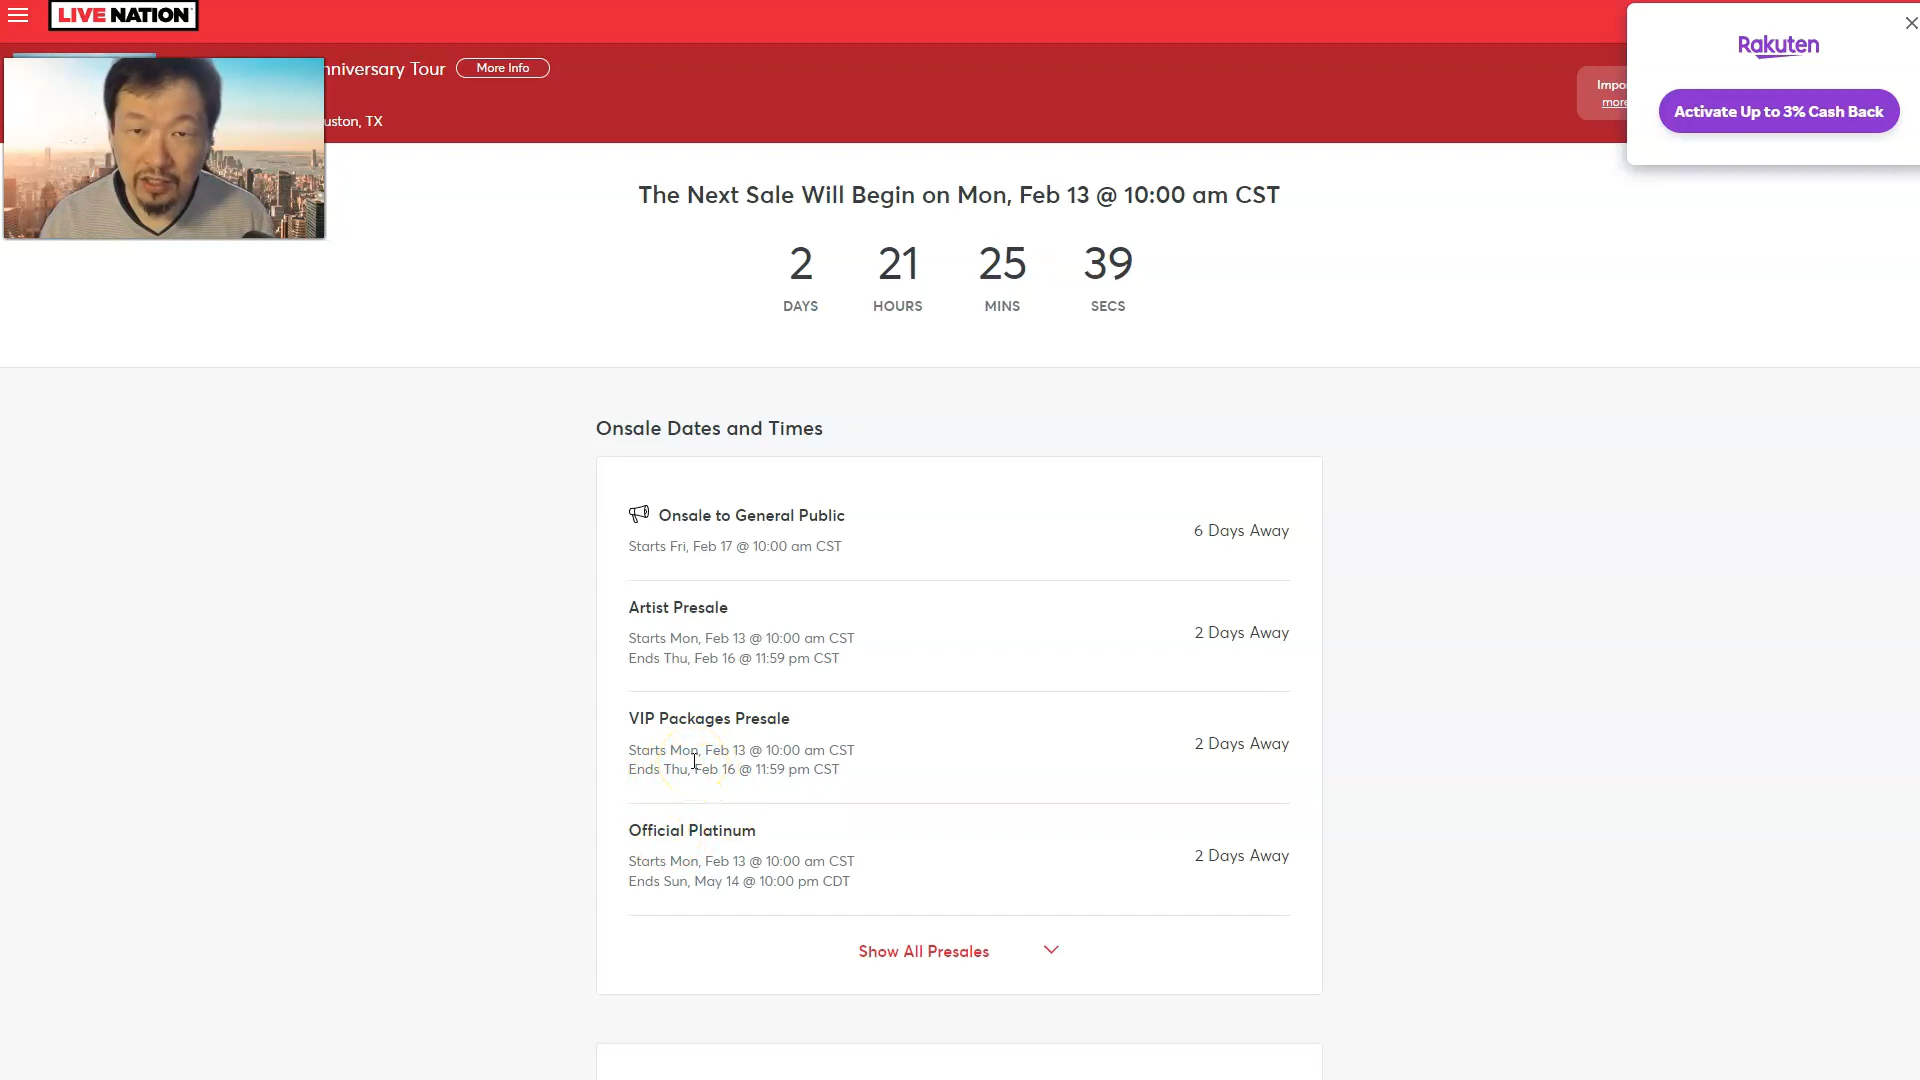 LIVE NATION
nniversary Tour
More Info
uston, TX
Impo
more
Rakuten
Activate Up to 3% Cash Back
The Next Sale Will Begin on Mon, Feb 13 @ 10:00 am CST
2 21 25 39
DAYS HOURS MINS SECS
Onsale Dates and Times
Onsale to General Public
Starts Fri, Feb 17 @ 10:00 am CST
6 Days Away
Artist Presale
Starts Mon, Feb 13 @ 10:00 am CST
Ends Thu, Feb 16 @ 11:59 pm CST
2 Days Away
VIP Packages Presale
Starts Mon, Feb 13 @ 10:00 am CST
Ends Thu, Feb 16 @ 11:59 pm CST
2 Days Away
Official Platinum
Starts Mon, Feb 13 @ 10:00 am CST
Ends Sun, May 14 @ 10:00 pm CDT
2 Days Away
Show All Presales